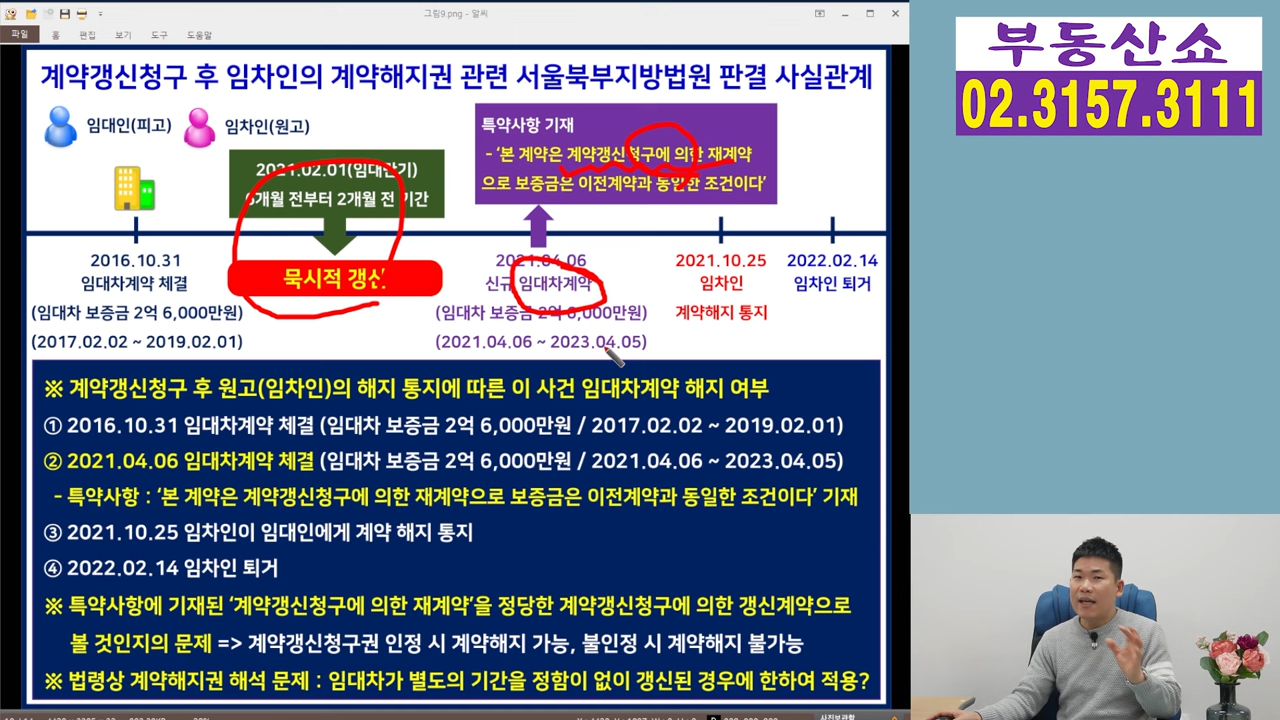 그림9.png - 알씨
파일 홈 편집 보기 도구 도움말
부동산쇼
02.3157.3111
계약갱신청구 후 임차인의 계약해지권 관련 서울북부지방법원 판결 사실관계
임대인(피고) 임차인(원고)
2021.02.01(임대만기)
6개월 전부터 2개월 전 기간
특약사항 기재
- '본 계약은 계약갱신청구에 의한 재계약
으로 보증금은 이전계약과 동일한 조건이다'
묵시적 갱신
2016.10.31
임대차계약 체결
(임대차 보증금 2억 6,000만원)
(2017.02.02 ~ 2019.02.01)
2021.04.06
신규 임대차계약
(임대차 보증금 2억 6,000만원)
(2021.04.06 ~ 2023.04.05)
2021.10.25
임차인
계약해지 통지
2022.02.14
임차인 퇴거
※ 계약갱신청구 후 원고(임차인)의 해지 통지에 따른 이 사건 임대차계약 해지 여부
① 2016.10.31 임대차계약 체결 (임대차 보증금 2억 6,000만원 / 2017.02.02 ~ 2019.02.01)
② 2021.04.06 임대차계약 체결 (임대차 보증금 2억 6,000만원 / 2021.04.06 ~ 2023.04.05)
- 특약사항 : '본 계약은 계약갱신청구에 의한 재계약으로 보증금은 이전계약과 동일한 조건이다' 기재
③ 2021.10.25 임차인이 임대인에게 계약 해지 통지
④ 2022.02.14 임차인 퇴거
※ 특약사항에 기재된 '계약갱신청구에 의한 재계약'을 정당한 계약갱신청구에 의한 갱신계약으로
볼 것인지의 문제 => 계약갱신청구권 인정 시 계약해지 가능, 불인정 시 계약해지 불가능
※ 법령상 계약해지권 해석 문제 : 임대차가 별도의 기간을 정함이 없이 갱신된 경우에 한하여 적용?